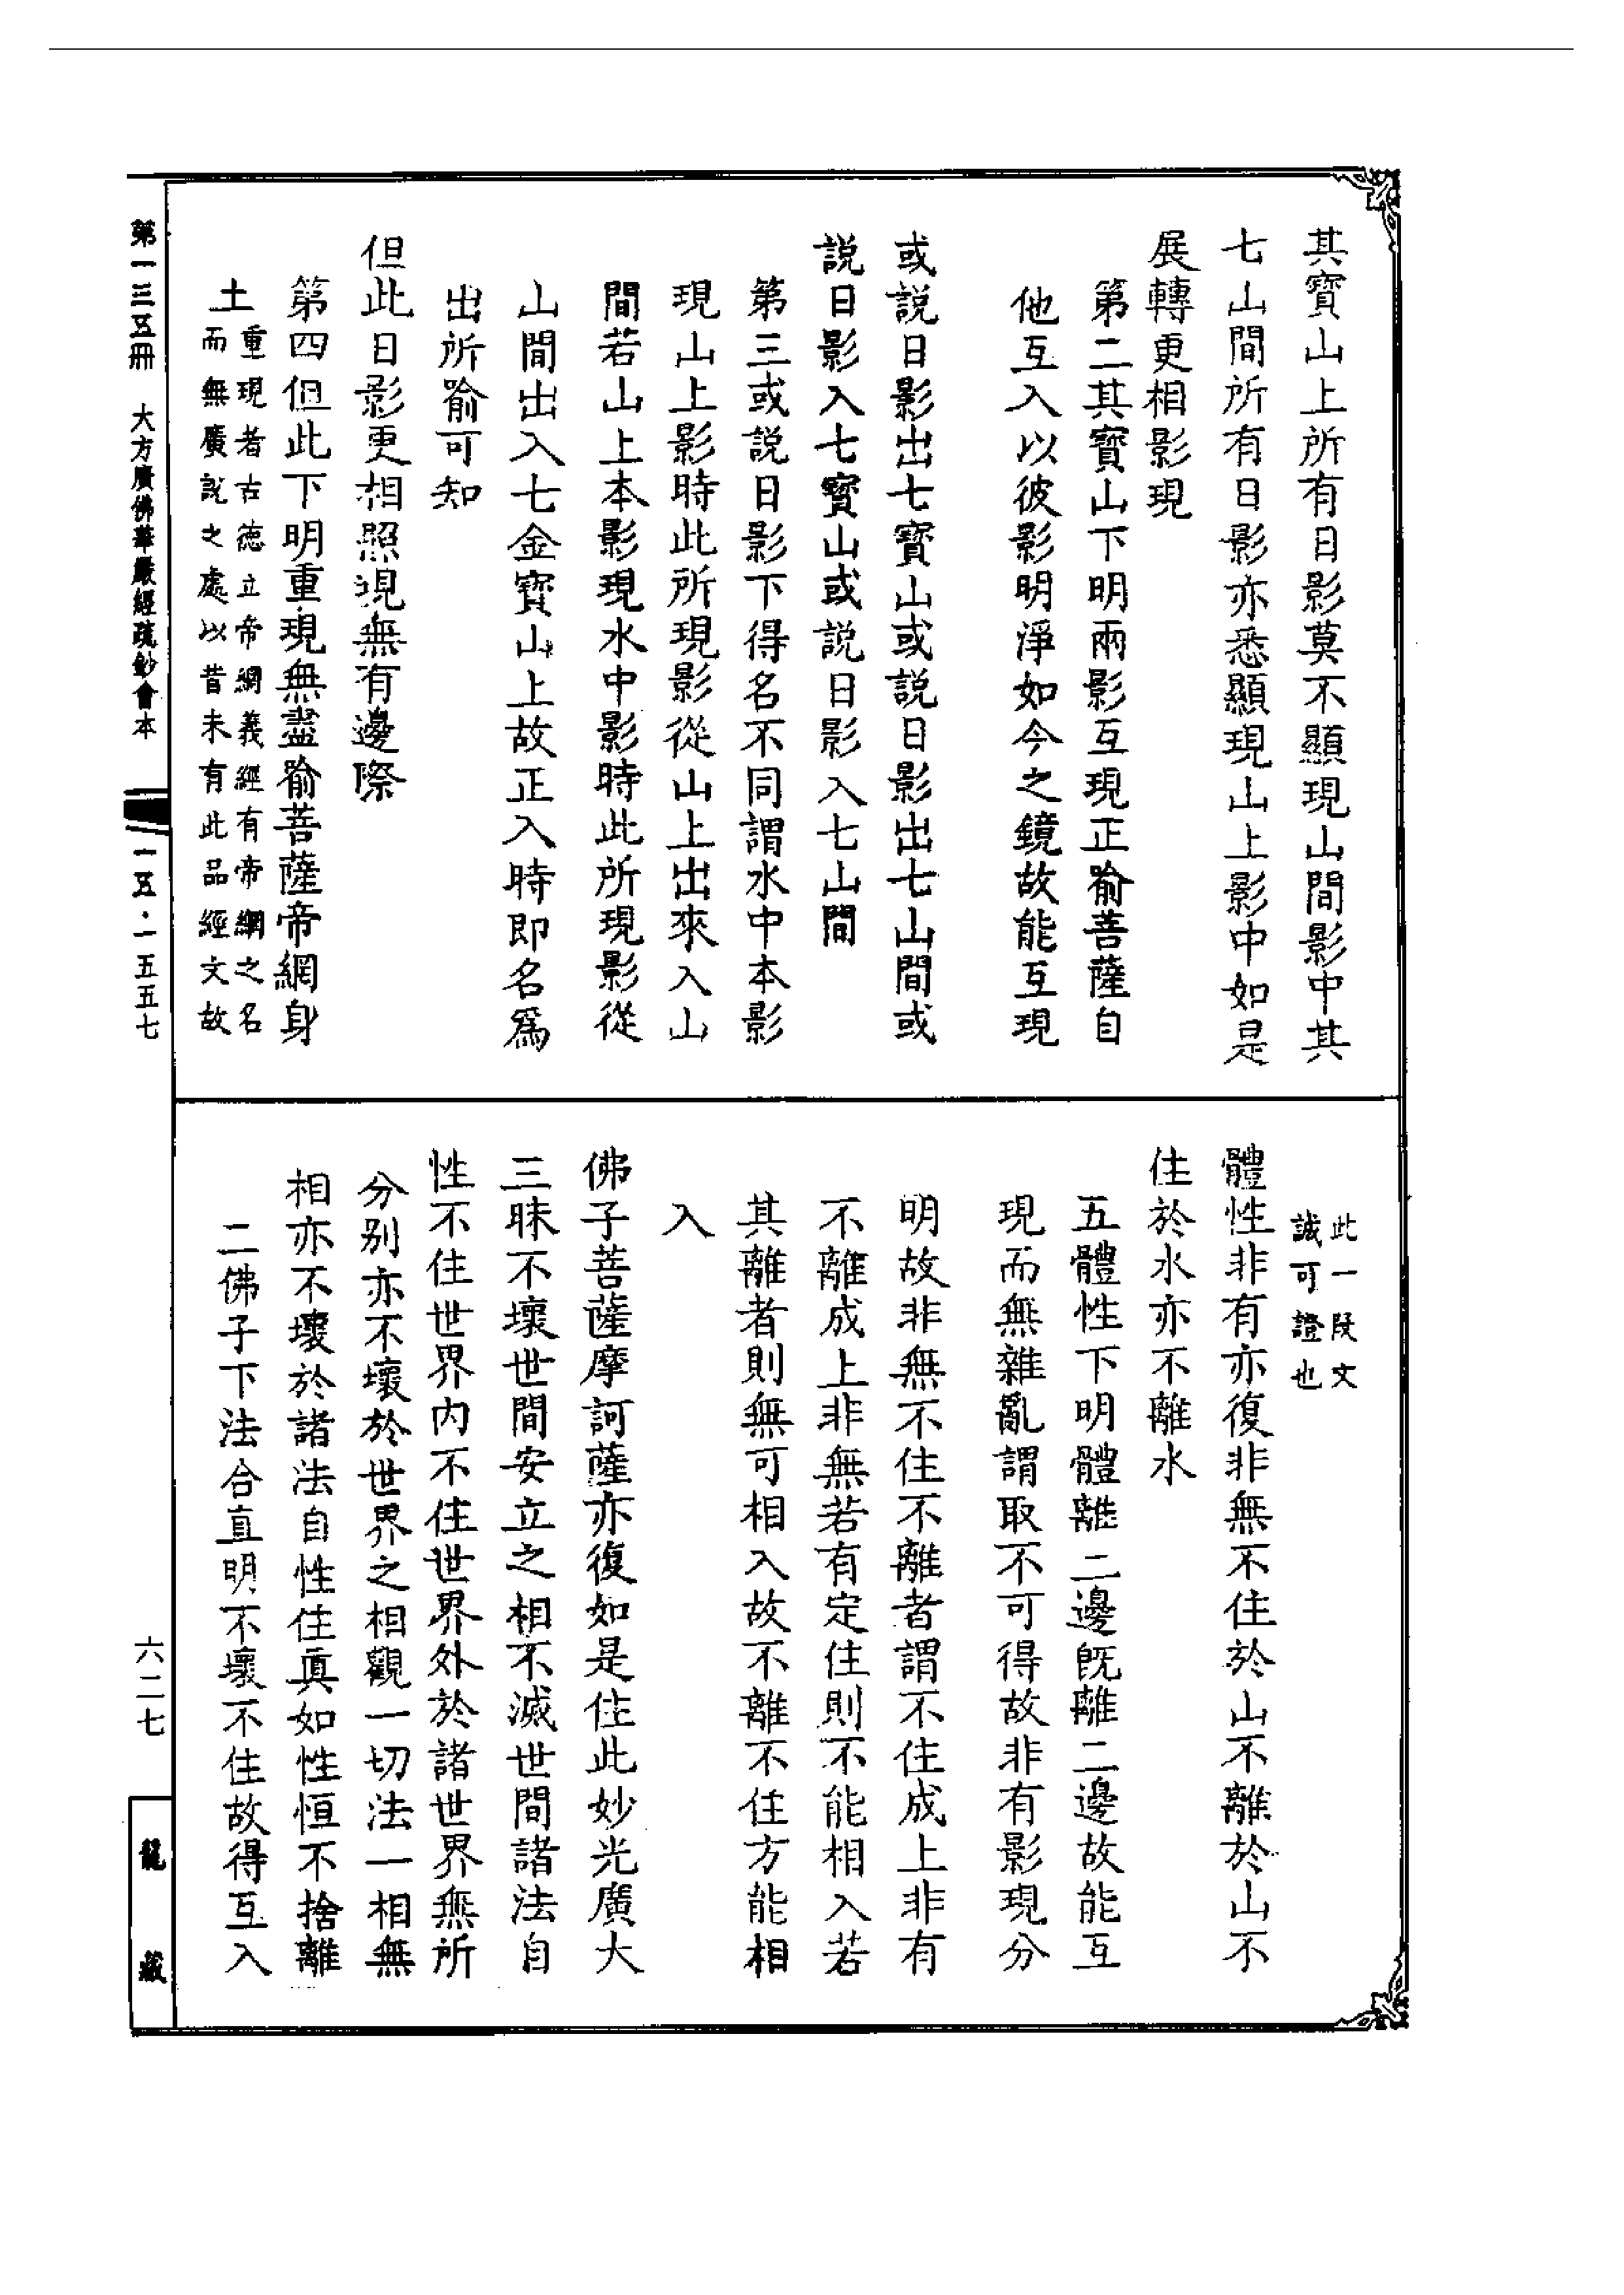 其寶山上所有日影莫不顯現山間影中其
七山間所有日影亦悉顯現山上影中如是
展轉更相影現
第二其寶山下明兩影互現正喻菩薩自
他互入以彼影明淨如今之鏡故能互現
或說日影出七寶山或說日影出七山間或
說日影入七寶山或說日影入七山間
第三或說日影下得名不同謂水中本影
現山上影時此所現影從山上出來入山
間若山上本影現水中影時此所現影從
山間出入七金寶山上故正入時即名爲
出所喻可知
但此日影更相照現無有邊際
第四但此下明重現無盡喻菩薩帝網身
土重現者古德立帝網義經有帝網之名
而無廣說之處以昔未有此品經文故
此一段文
誠可證也
體性非有亦復非無不住於山不離於山不
住於水亦不離水
五體性下明體離二邊既離二邊故能互
現而無雜亂謂取不可得故非有影現分
明故非無不住不離者謂不住成上非有
不離成上非無若有定住則不能相入若
其離者則無可相入故不離不住方能相
入
佛子菩薩摩訶薩亦復如是住此妙光廣大
三昧不壞世間安立之相不滅世間諸法自
性不住世界內不住世界外於諸世界無所
分別亦不壞於世界之相觀一切法一相無
相亦不壞於諸法自性住真如性恒不捨離
二佛子下法合直明不壞不住故得互入
第一三五冊 大方廣佛華嚴經疏鈔會本
一五·一五五七
六二七
龍藏